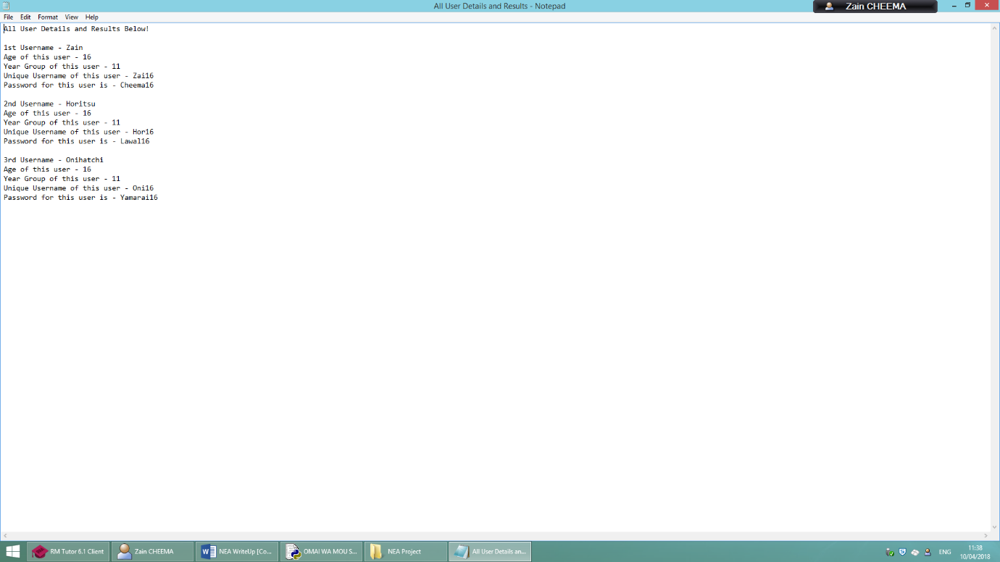 All User Details and Results - Notepad
Zain CHEEMA
File Edit Format View Help
All User Details and Results Below!
1st Username - Zain
Age of this user - 16
Year Group of this user - 11
Unique Username of this user - Zai16
Password for this user is - Cheema16
2nd Username - Horitsu
Age of this user - 16
Year Group of this user - 11
Unique Username of this user - Hor16
Password for this user is - Lawal16
3rd Username - Onihatchi
Age of this user - 16
Year Group of this user - 11
Unique Username of this user - Oni16
Password for this user is - Yamarai16
RM Tutor 6.1 Client
Zain CHEEMA
NEA WriteUp [Co...
OMAI WA MOU S...
NEA Project
All User Details an...
ENG
11:38
10/04/2018